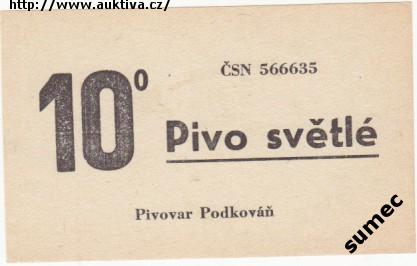 http://www.auktiva.cz/
ČSN 566635
10°
Pivo světlé
Pivovar Podkováň
sumec